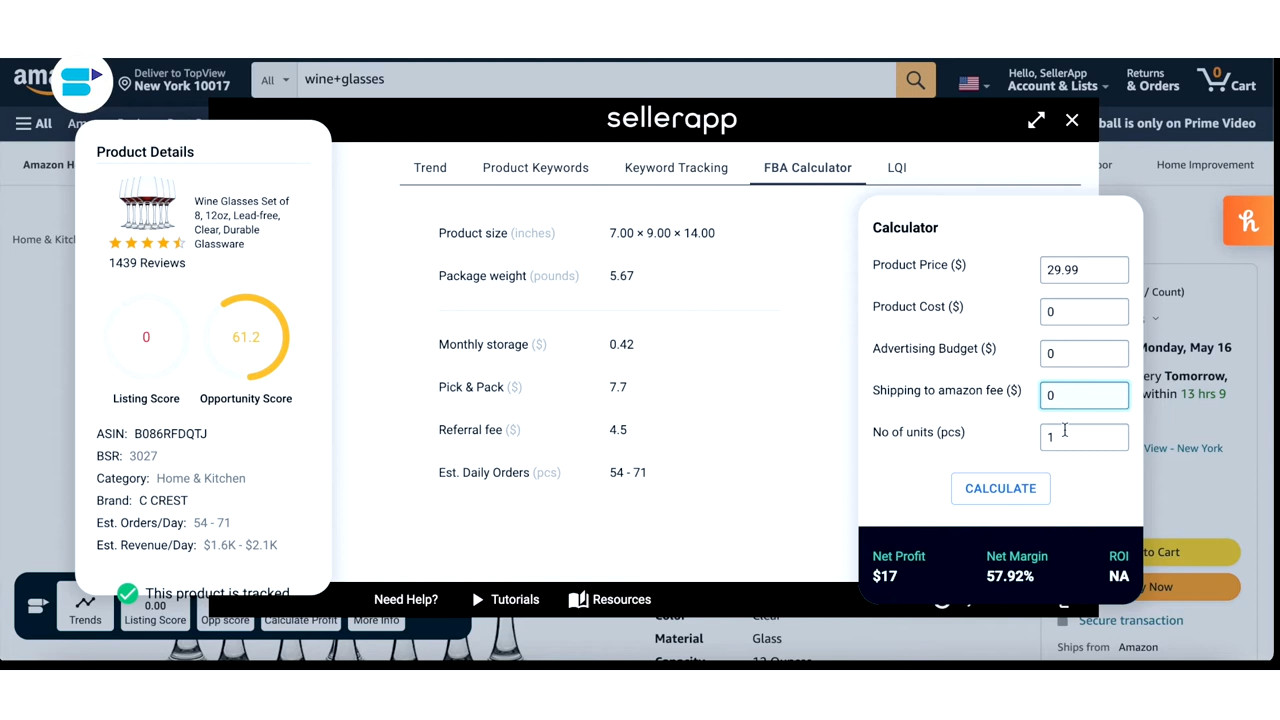 ama
Deliver to TopView
New York 10017
All
wine+glasses
Hello, SellerApp
Account & Lists
Returns
& Orders
0
Cart
All
Am
sellerapp
ball is only on Prime Video
Amazon H
Home Improvement
Home & Kitc
Product Details
Wine Glasses Set of
8, 12oz, Lead-free,
Clear, Durable
Glassware
1439 Reviews
0
61.2
Listing Score
Opportunity Score
ASIN: B086RFDQTJ
BSR: 3027
Category: Home & Kitchen
Brand: C CREST
Est. Orders/Day: 54 - 71
Est. Revenue/Day: $1.6K - $2.1K
This product is tracked
Trend
Product Keywords
Keyword Tracking
FBA Calculator
LQI
Product size (inches) 7.00 × 9.00 × 14.00
Package weight (pounds) 5.67
Monthly storage ($) 0.42
Pick & Pack ($) 7.7
Referral fee ($) 4.5
Est. Daily Orders (pcs) 54 - 71
Calculator
Product Price ($) 29.99
Product Cost ($) 0
Advertising Budget ($) 0
Shipping to amazon fee ($) 0
No of units (pcs) 1
CALCULATE
Net Profit
$17
Net Margin
57.92%
ROI
NA
h
/ Count)
Monday, May 16
ery Tomorrow,
within 13 hrs 9
View - New York
to Cart
Now
Secure transaction
Ships from Amazon
Need Help?
Tutorials
Resources
Trends
0.00
Listing Score
Opp score
Calculate Profit
More Info
Color
Clear
Material
Glass
Capacity
12 Ounces